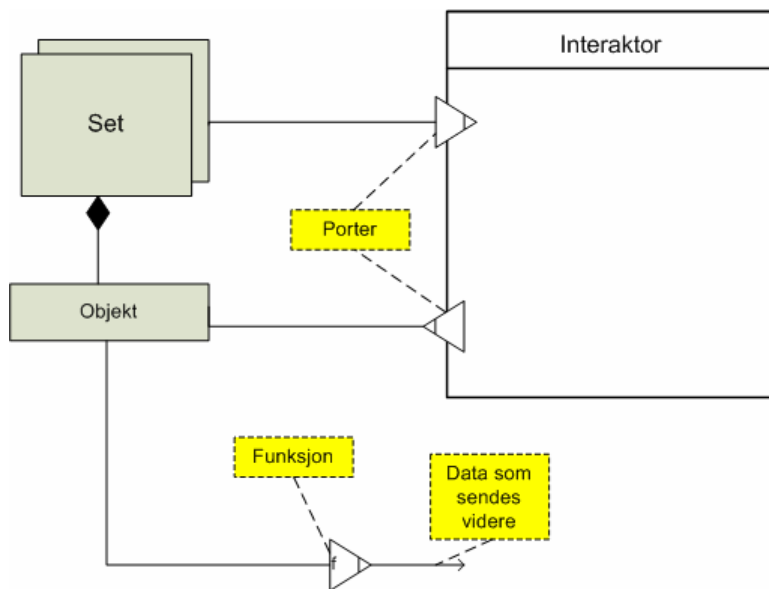 Interaktor
Set
Porter
Objekt
Funksjon
Data som
sendes
videre
f